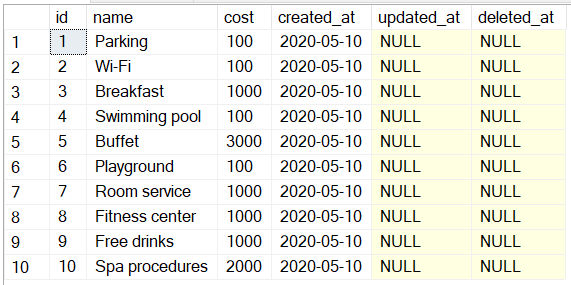 id name cost created_at updated_at deleted_at
1 1 Parking 100 2020-05-10 NULL NULL
2 2 Wi-Fi 100 2020-05-10 NULL NULL
3 3 Breakfast 1000 2020-05-10 NULL NULL
4 4 Swimming pool 100 2020-05-10 NULL NULL
5 5 Buffet 3000 2020-05-10 NULL NULL
6 6 Playground 100 2020-05-10 NULL NULL
7 7 Room service 1000 2020-05-10 NULL NULL
8 8 Fitness center 1000 2020-05-10 NULL NULL
9 9 Free drinks 1000 2020-05-10 NULL NULL
10 10 Spa procedures 2000 2020-05-10 NULL NULL